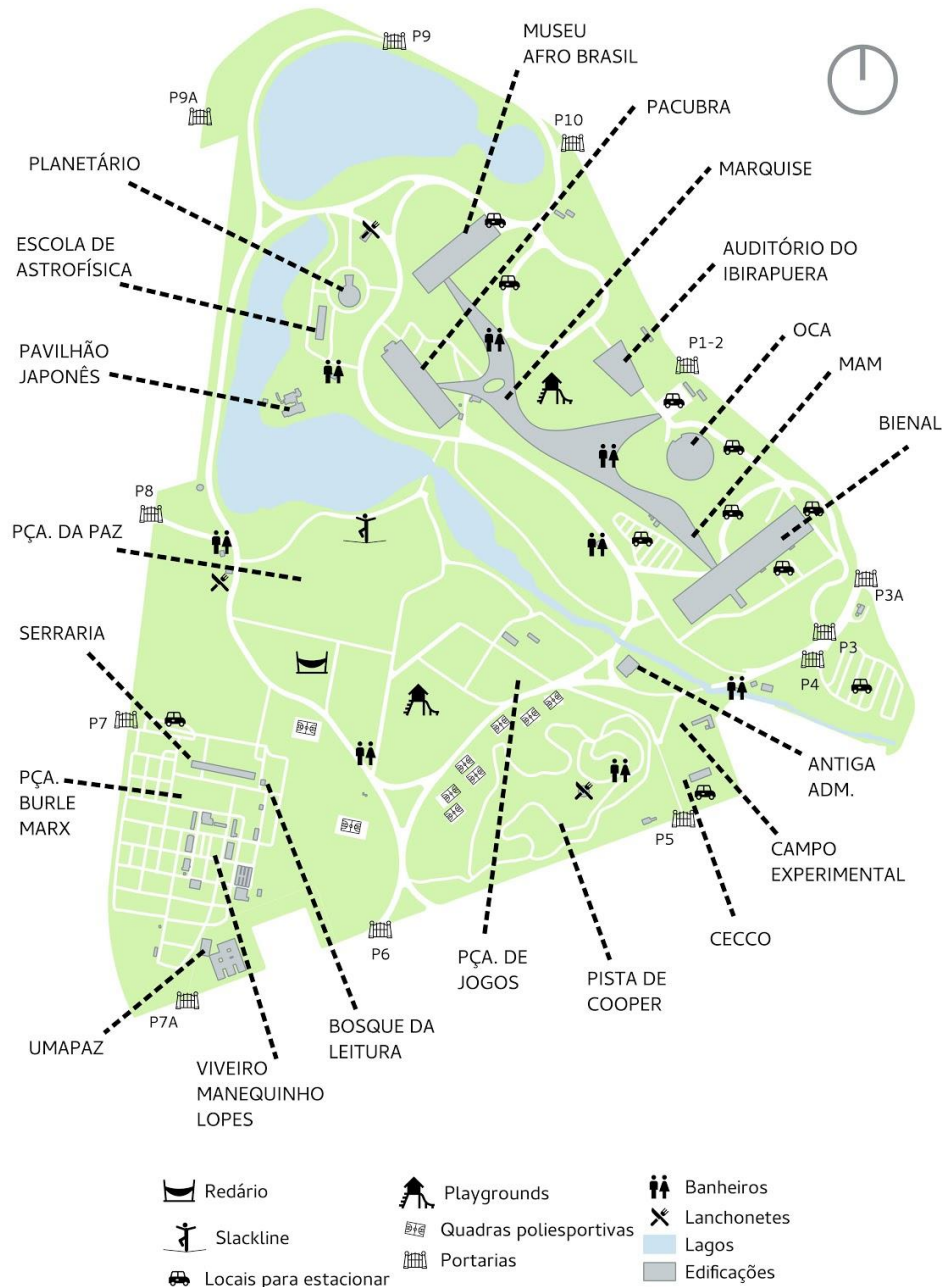 P9
MUSEU
AFRO BRASIL
P9A
PACUBRA
P10
PLANETÁRIO
MARQUISE
ESCOLA DE
ASTROFÍSICA
AUDITÓRIO DO
IBIRAPUERA
PAVILHÃO
JAPONÊS
P1-2
OCA
MAM
BIENAL
P8
PÇA. DA PAZ
P3A
SERRARIA
P3
P4
P7
PÇA.
BURLE
MARX
ANTIGA
ADM.
P5
CAMPO
EXPERIMENTAL
CECCO
P6
PÇA. DE
JOGOS
PISTA DE
COOPER
P7A
UMAPAZ
BOSQUE DA
LEITURA
VIVEIRO
MANEQUINHO
LOPES
Redário
Slackline
Locais para estacionar
Playgrounds
Quadras poliesportivas
Portarias
Banheiros
Lanchonetes
Lagos
Edificações